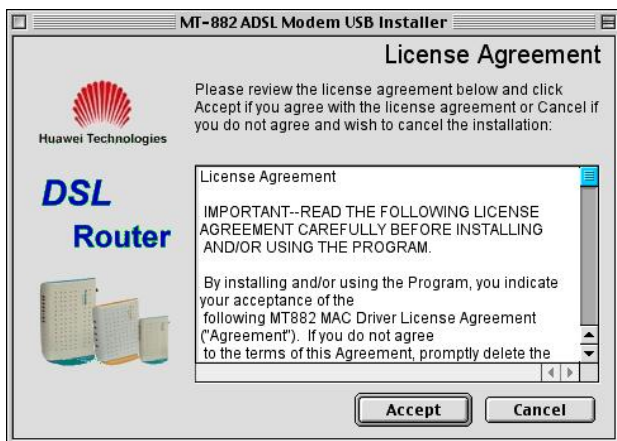 MT-882 ADSL Modem USB Installer
License Agreement
Please review the license agreement below and click
Accept if you agree with the license agreement or Cancel if
you do not agree and wish to cancel the installation:
Huawei Technologies
DSL
Router
License Agreement
IMPORTANT--READ THE FOLLOWING LICENSE
AGREEMENT CAREFULLY BEFORE INSTALLING
AND/OR USING THE PROGRAM.
By installing and/or using the Program, you indicate
your acceptance of the
following MT882 MAC Driver License Agreement
("Agreement"). If you do not agree
to the terms of this Agreement, promptly delete the
Accept
Cancel